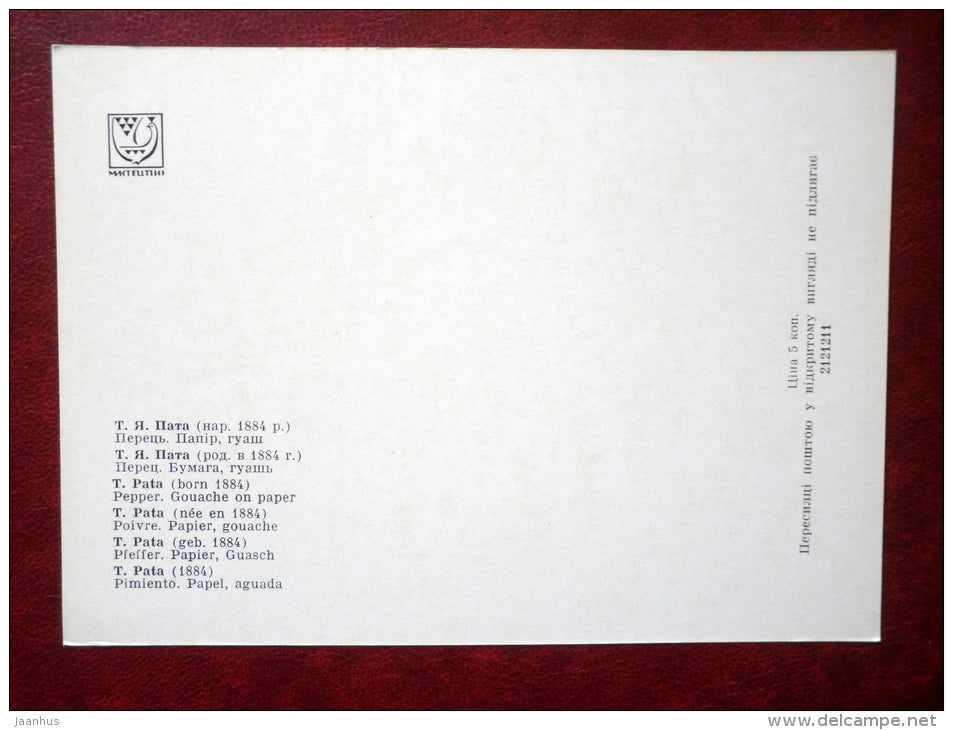 МИСТЕЦТВО
Т. Я. Пата (нар. 1884 р.)
Перець. Папір, гуаш
Т. Я. Пата (род. в 1884 г.)
Перец. Бумага, гуашь
T. Pata (born 1884)
Pepper. Gouache on paper
T. Pata (née en 1884)
Poivre. Papier, gouache
T. Pata (geb. 1884)
Pfeffer. Papier, Guasch
T. Pata (1884)
Pimiento. Papel, aguada
Ціна 5 коп.
Пересилці поштою у відкритому вигляді не підлягає
2121211
jaanhus
www.delcampe.net